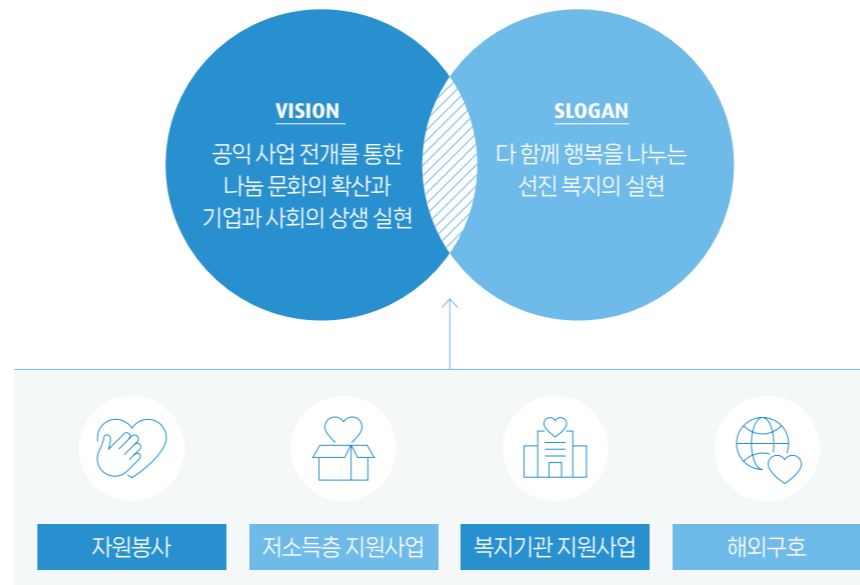 VISION
공익 사업 전개를 통한
나눔 문화의 확산과
기업과 사회의 상생 실현
SLOGAN
다 함께 행복을 나누는
선진 복지의 실현
자원봉사
저소득층 지원사업
복지기관 지원사업
해외구호